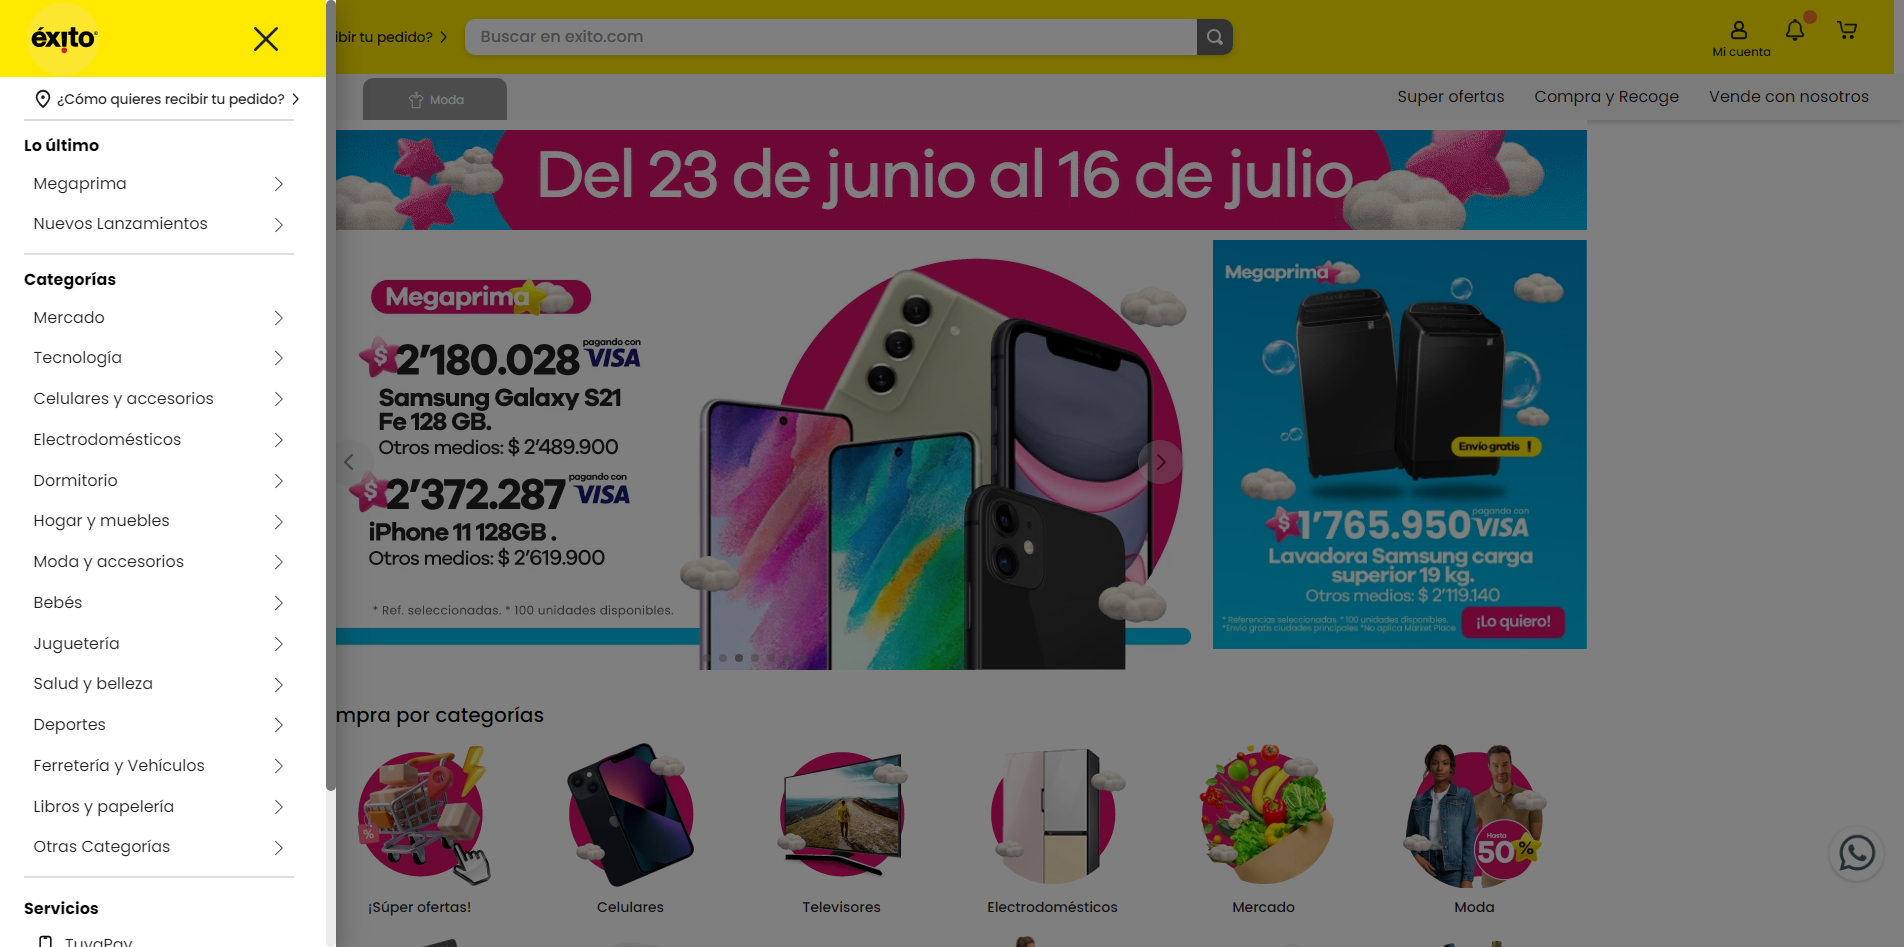 éxito
¿Cómo quieres recibir tu pedido?
Lo último
Megaprima
Nuevos Lanzamientos
Categorías
Mercado
Tecnología
Celulares y accesorios
Electrodomésticos
Dormitorio
Hogar y muebles
Moda y accesorios
Bebés
Juguetería
Salud y belleza
Deportes
Ferretería y Vehículos
Libros y papelería
Otras Categorías
Servicios
TuyaPay
ibir tu pedido?
Buscar en exito.com
Mi cuenta
Moda
Super ofertas
Compra y Recoge
Vende con nosotros
Del 23 de junio al 16 de julio
Megaprima
$ 2'180.028 pagando con VISA
Samsung Galaxy S21
Fe 128 GB.
Otros medios: $ 2'489.900
$ 2'372.287 pagando con VISA
iPhone 11 128GB .
Otros medios: $ 2'619.900
* Ref. seleccionadas. * 100 unidades disponibles.
Megaprima
Envío gratis !
$ 1'765.950 pagando con VISA
Lavadora Samsung carga
superior 19 kg.
Otros medios: $ 2'119.140
* Referencias seleccionadas. * 100 unidades disponibles.
*Envío gratis ciudades principales *No aplica Market Place
¡Lo quiero!
mpra por categorías
%
Hasta
50%
¡Súper ofertas!
Celulares
Televisores
Electrodomésticos
Mercado
Moda